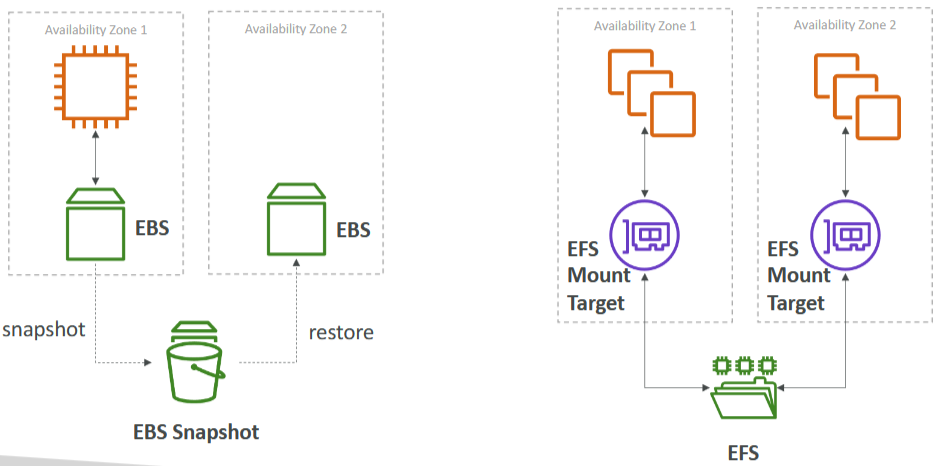 Availability Zone 1
Availability Zone 2
EBS
EBS
snapshot
restore
EBS Snapshot
Availability Zone 1
Availability Zone 2
EFS
Mount
Target
EFS
Mount
Target
EFS